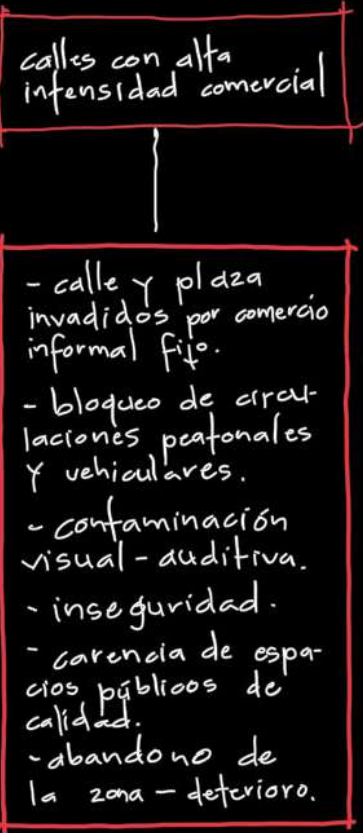 calles con alta
intensidad comercial
- calle y plaza
invadidos por comercio
informal fijo.
- bloqueo de circu-
laciones peatonales
y vehiculares.
- contaminación
visual - auditiva.
- inseguridad.
- carencia de espa-
cios públicos de
calidad.
- abandono de
la zona - deterioro.